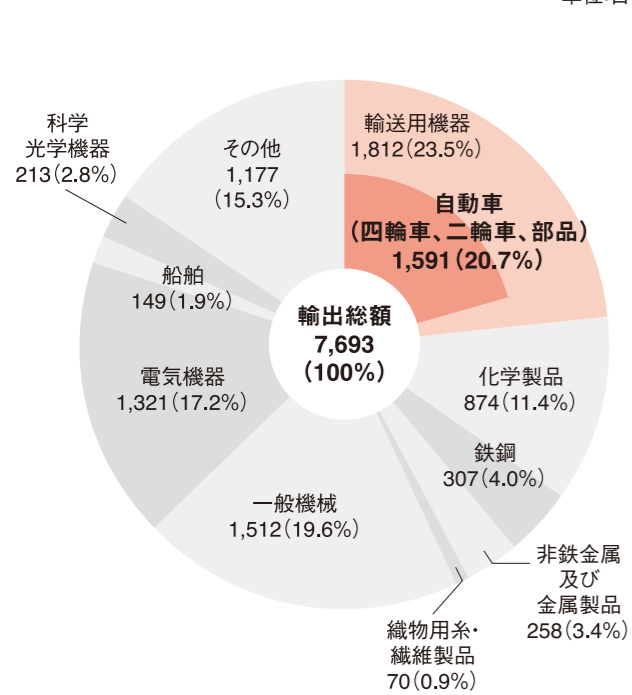 輸送用機器
1,812(23.5%)
自動車
(四輪車、二輪車、部品)
1,591(20.7%)
化学製品
874(11.4%)
鉄鋼
307(4.0%)
非鉄金属
及び
金属製品
258(3.4%)
織物用糸・
繊維製品
70(0.9%)
一般機械
1,512(19.6%)
電気機器
1,321(17.2%)
船舶
149(1.9%)
科学
光学機器
213(2.8%)
その他
1,177
(15.3%)
輸出総額
7,693
(100%)